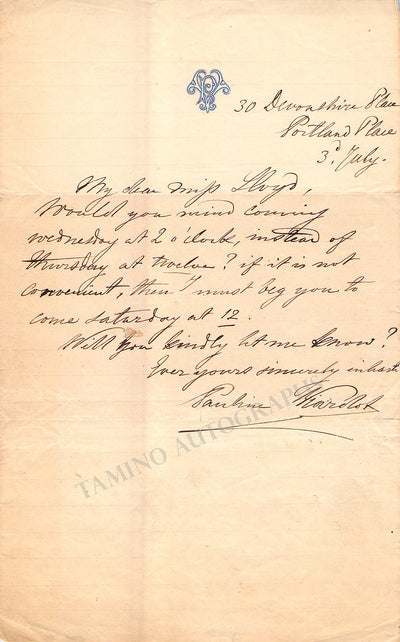 30 Devonshire Place
Portland Place
3d July.
My dear miss Lloyd,
Would you mind coming
wednesday at 2 o'clock, instead of
thursday at twelve? if it is not
convenient, then I must beg you to
come saturday at 12.
Will you kindly let me know?
Ever yours sincerely in haste
Pauline Viardot
TAMINO AUTOGRAPHS